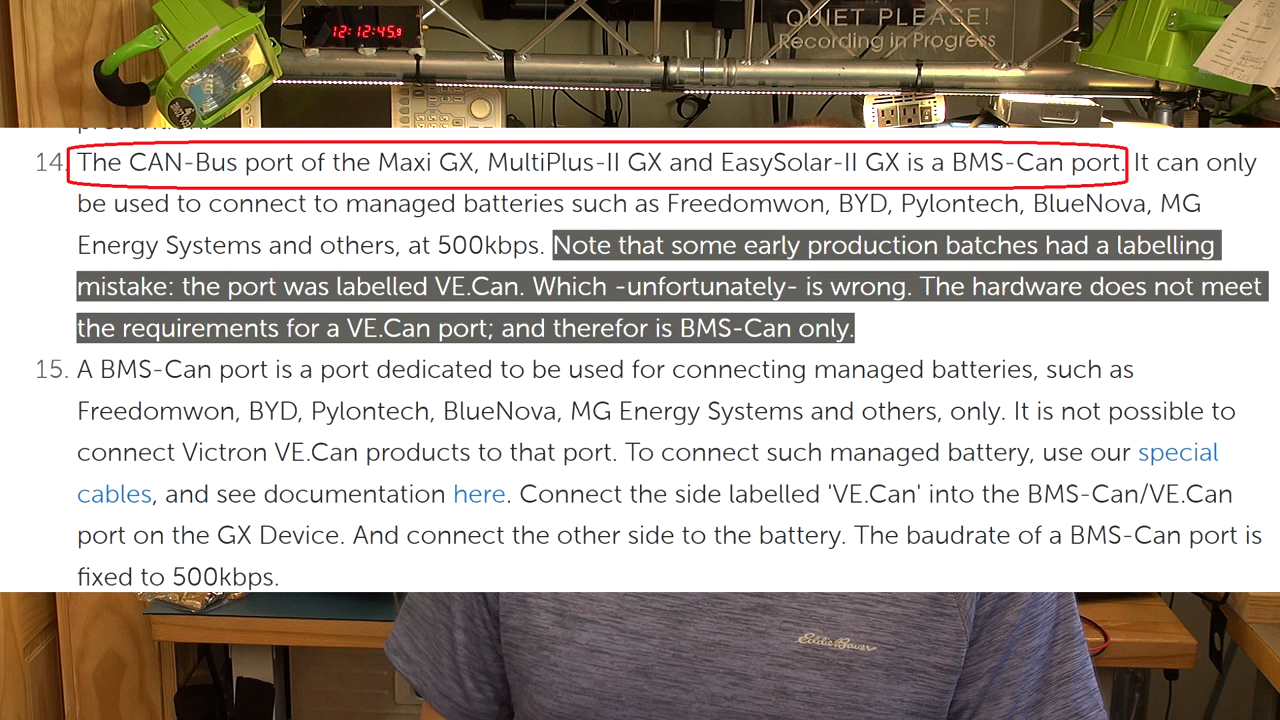 12:12:45.9
QUIET PLEASE!
Recording in Progress
14. The CAN-Bus port of the Maxi GX, MultiPlus-II GX and EasySolar-II GX is a BMS-Can port. It can only
be used to connect to managed batteries such as Freedomwon, BYD, Pylontech, BlueNova, MG
Energy Systems and others, at 500kbps. Note that some early production batches had a labelling
mistake: the port was labelled VE.Can. Which -unfortunately- is wrong. The hardware does not meet
the requirements for a VE.Can port; and therefor is BMS-Can only.
15. A BMS-Can port is a port dedicated to be used for connecting managed batteries, such as
Freedomwon, BYD, Pylontech, BlueNova, MG Energy Systems and others, only. It is not possible to
connect Victron VE.Can products to that port. To connect such managed battery, use our special
cables, and see documentation here. Connect the side labelled 'VE.Can' into the BMS-Can/VE.Can
port on the GX Device. And connect the other side to the battery. The baudrate of a BMS-Can port is
fixed to 500kbps.
Eddie Bauer